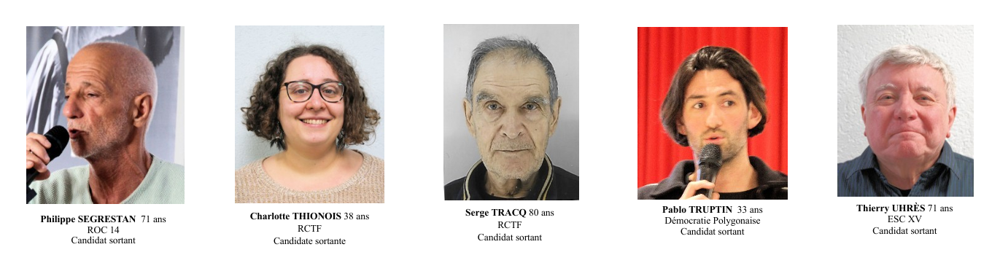 Philippe SEGRESTAN 71 ans
ROC 14
Candidat sortant
Charlotte THIONOIS 38 ans
RCTF
Candidate sortante
Serge TRACQ 80 ans
RCTF
Candidat sortant
Pablo TRUPTIN 33 ans
Démocratie Polygonaise
Candidat sortant
Thierry UHRÈS 71 ans
ESC XV
Candidat sortant